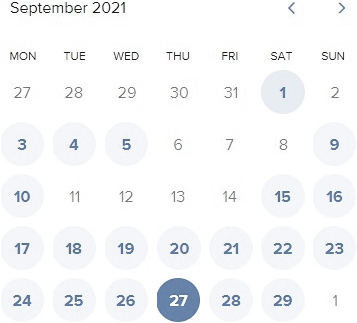 September 2021
MON TUE WED THU FRI SAT SUN
27 28 29 30 31 1 2
3 4 5 6 7 8 9
10 11 12 13 14 15 16
17 18 19 20 21 22 23
24 25 26 27 28 29 1